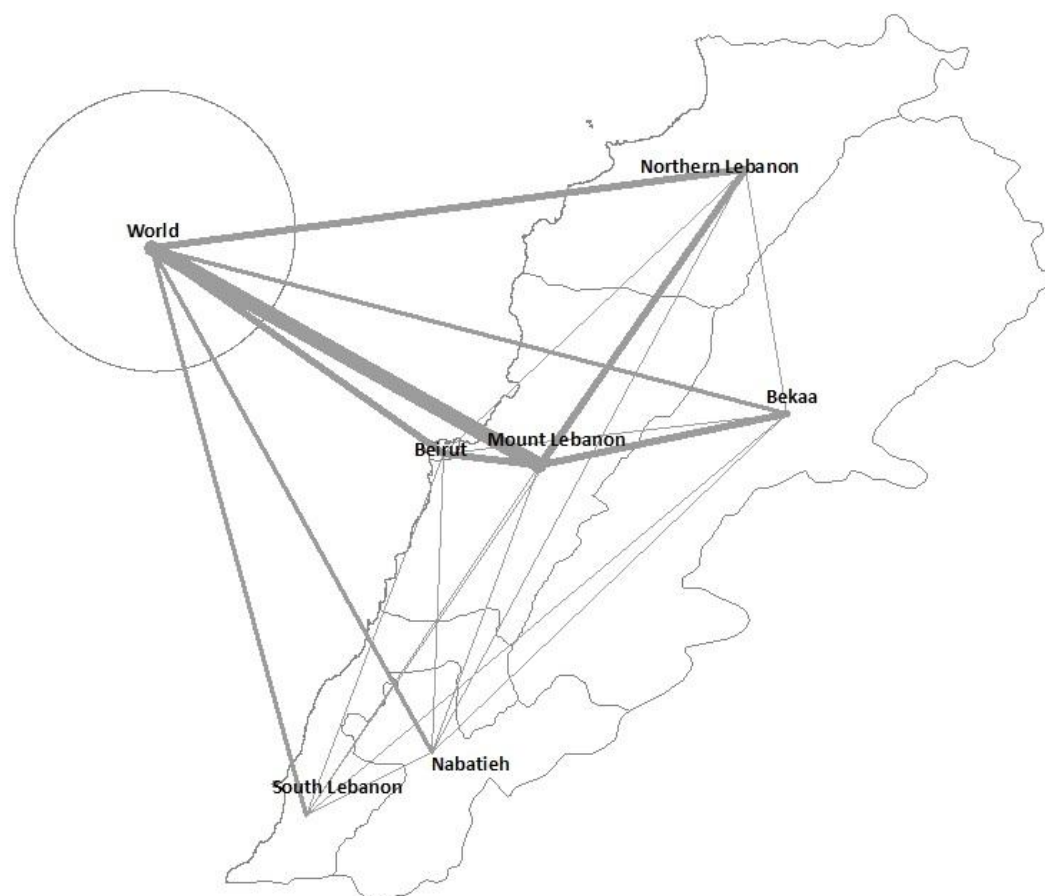 Northern Lebanon
World
Bekaa
Mount Lebanon
Beirut
Nabatieh
South Lebanon